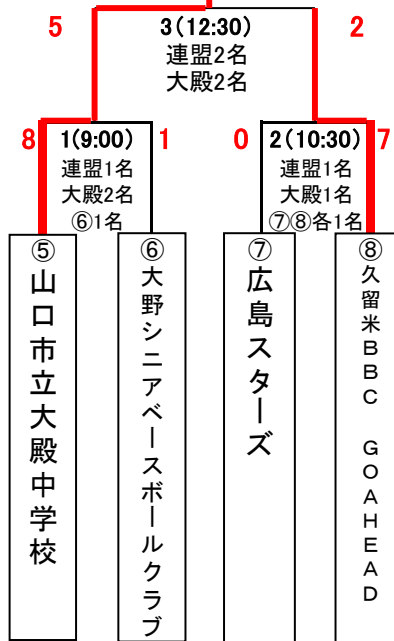 5
3(12:30)
2
連盟2名
大殿2名
8
1(9:00)
1
0
2(10:30)
7
連盟1名
大殿2名
⑥1名
連盟1名
大殿1名
⑦⑧各1名
⑤山口市立大殿中学校
⑥大野シニアベースボールクラブ
⑦広島スターズ
⑧久留米BBC GOAHEAD